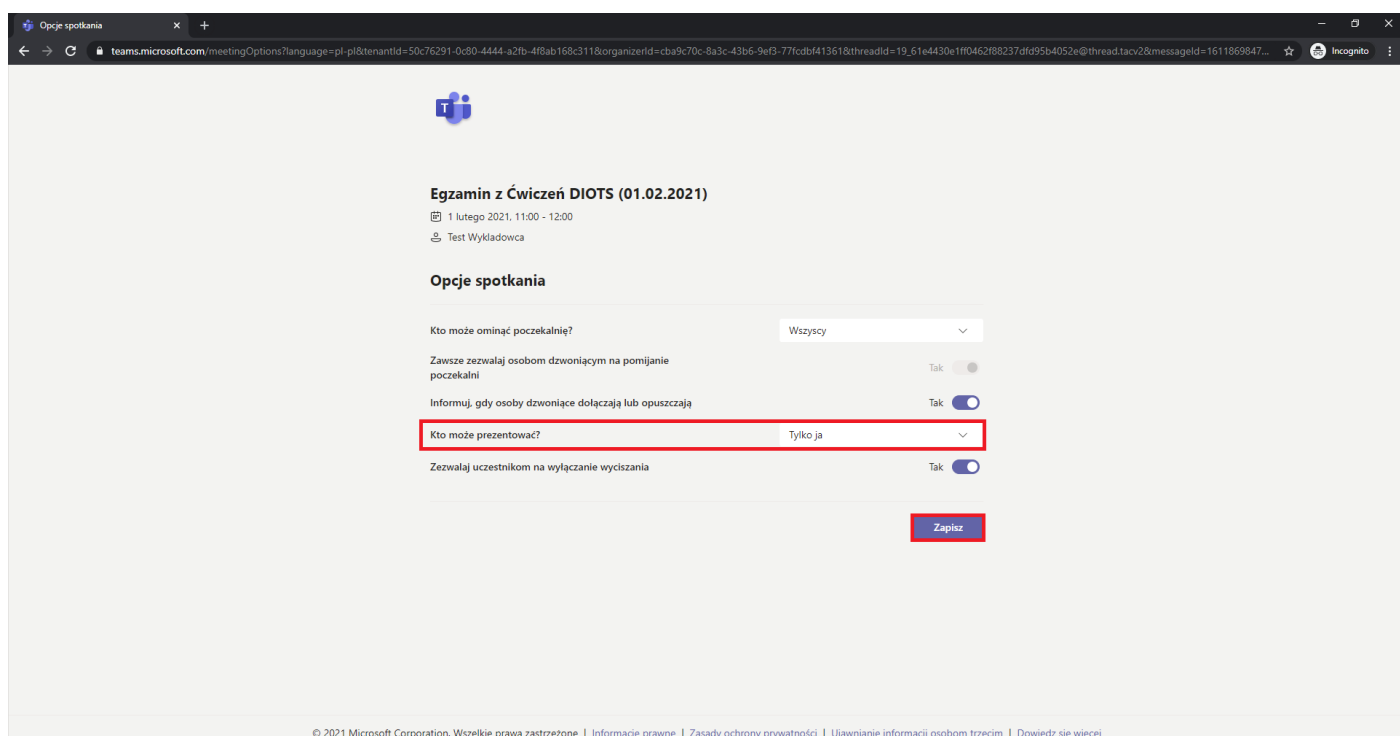 Opcje spotkania
teams.microsoft.com/meetingOptions?language=pl-pl&tenantId=50c76291-0c80-4444-a2fb-4f8ab168c311&organizerId=cba9c70c-8a3c-43b6-9ef3-77fcdbf41361&threadId=19_61e4430e1ff0462f88237dfd95b4052e@thread.tacv2&messageId=1611869847... Incognito
T
Egzamin z Ćwiczeń DIOTS (01.02.2021)
1 lutego 2021, 11:00 - 12:00
Test Wykladowca
Opcje spotkania
Kto może ominąć poczekalnię? Wszyscy
Zawsze zezwalaj osobom dzwoniącym na pomijanie
poczekalni Tak
Informuj, gdy osoby dzwoniące dołączają lub opuszczają Tak
Kto może prezentować? Tylko ja
Zezwalaj uczestnikom na wyłączanie wyciszania Tak
Zapisz
© 2021 Microsoft Corporation. Wszelkie prawa zastrzeżone | Informacje prawne | Zasady ochrony prywatności | Ujawnianie informacji osobom trzecim | Dowiedz się więcej